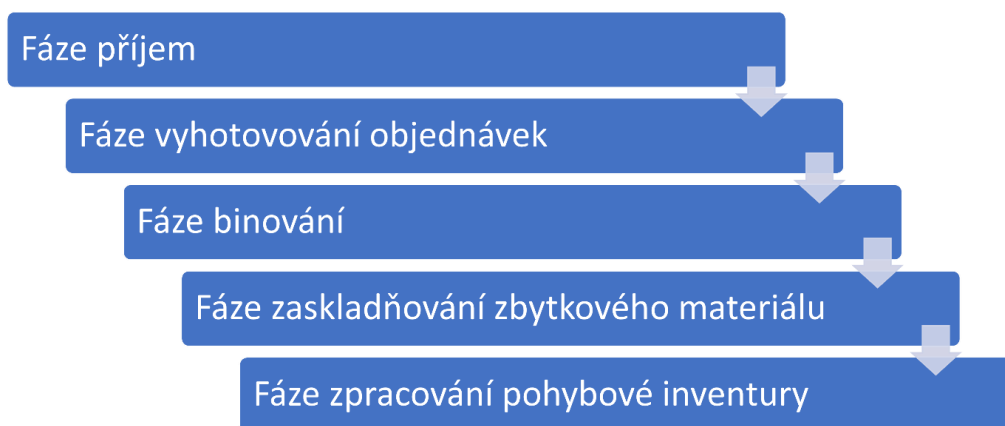 Fáze příjem
Fáze vyhotovování objednávek
Fáze binování
Fáze zaskladňování zbytkového materiálu
Fáze zpracování pohybové inventury